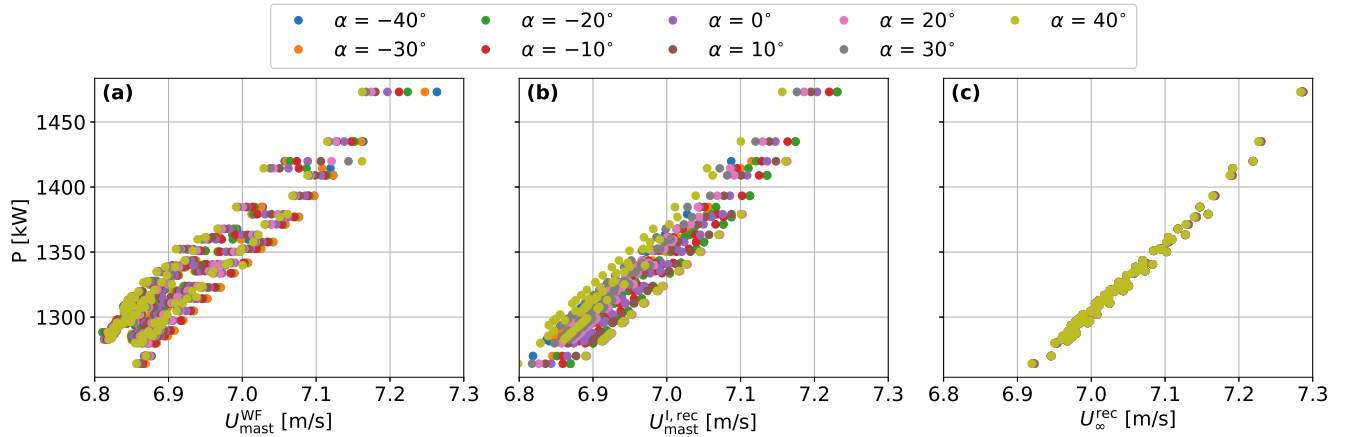 α = −40° α = −20° α = 0° α = 20° α = 40°
α = −30° α = −10° α = 10° α = 30°
(a) (b) (c)
P [kW]
1450
1400
1350
1300
6.8 6.9 7.0 7.1 7.2 7.3 6.8 6.9 7.0 7.1 7.2 7.3 6.8 6.9 7.0 7.1 7.2 7.3
U_mast^WF [m/s] U_mast^I,rec [m/s] U_∞^rec [m/s]